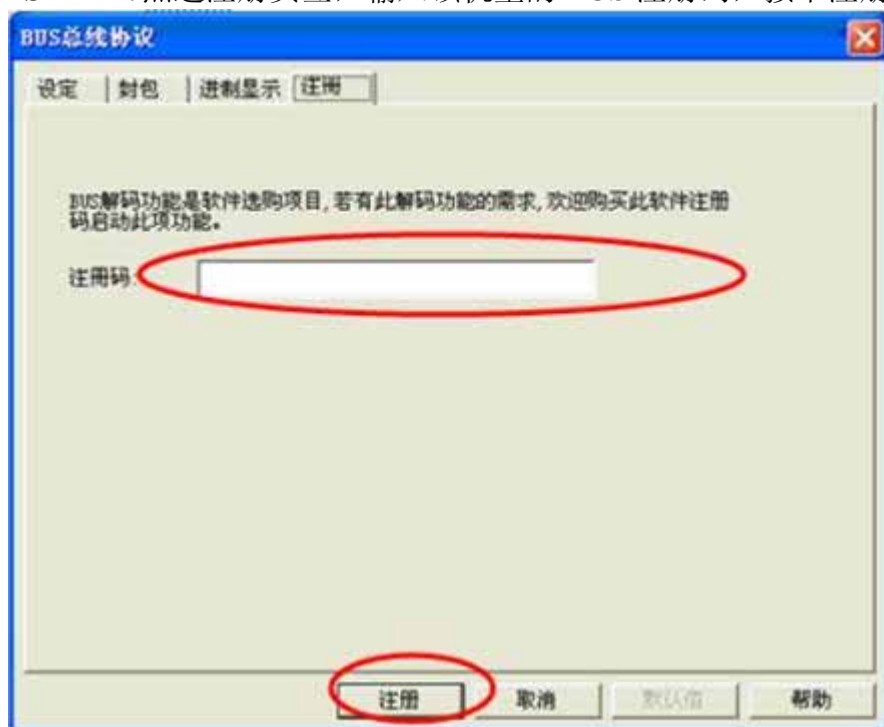 BUS总线协议
设定 封包 进制显示 注册
BUS解码功能是软件选购项目,若有此解码功能的需求,欢迎购买此软件注册
码启动此项功能。
注册码:
注册 取消 默认值 帮助